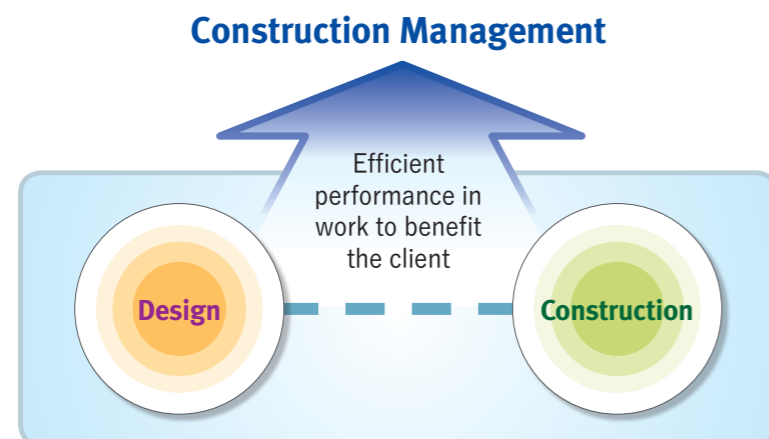 Construction Management
Efficient
performance in
work to benefit
the client
Design
Construction